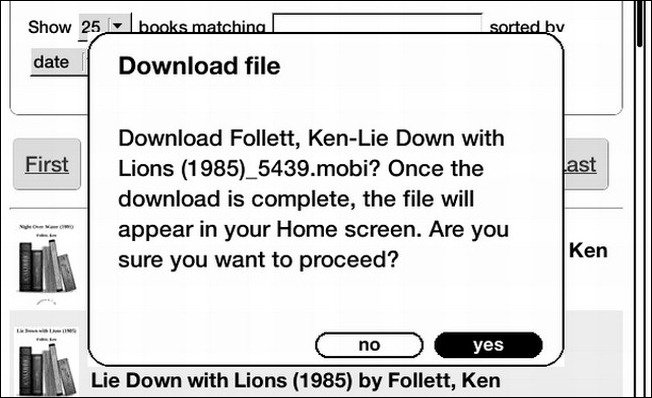 Show 25 books matching sorted by
date
Download file
Download Follett, Ken-Lie Down with
Lions (1985)_5439.mobi? Once the
download is complete, the file will
appear in your Home screen. Are you
sure you want to proceed?
no yes
First
Last
Night Over Water (1991)
Follett, Ken
Ken
Lie Down with Lions (1985)
Follett, Ken
Lie Down with Lions (1985) by Follett, Ken